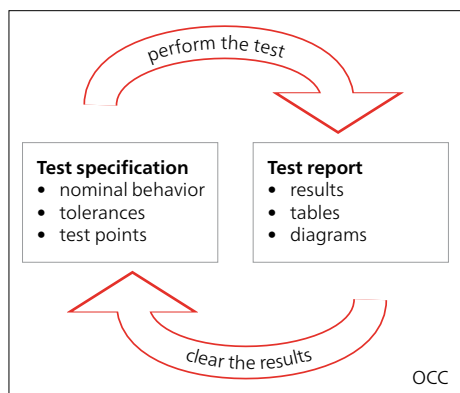 perform the test
Test specification
• nominal behavior
• tolerances
• test points
Test report
• results
• tables
• diagrams
clear the results
OCC